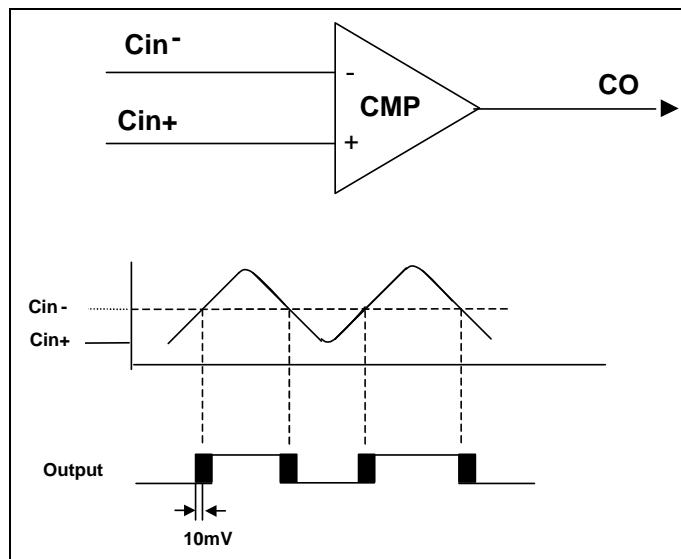 Cin-
CO
-
CMP
Cin+
+
Cin -
Cin+
Output
10mV